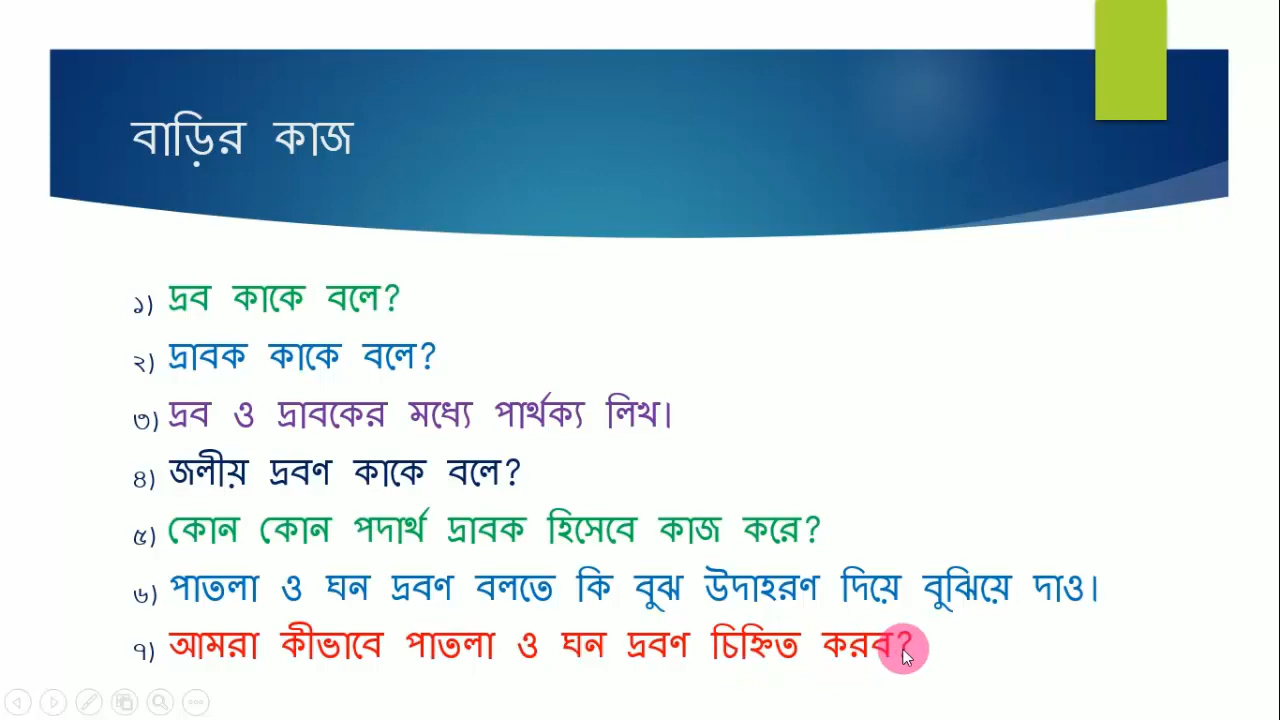 বাড়ির কাজ
১) দ্রব কাকে বলে?
২) দ্রাবক কাকে বলে?
৩) দ্রব ও দ্রাবকের মধ্যে পার্থক্য লিখ।
৪) জলীয় দ্রবণ কাকে বলে?
৫) কোন কোন পদার্থ দ্রাবক হিসেবে কাজ করে?
৬) পাতলা ও ঘন দ্রবণ বলতে কি বুঝ উদাহরণ দিয়ে বুঝিয়ে দাও।
৭) আমরা কীভাবে পাতলা ও ঘন দ্রবণ চিহ্নিত করব?